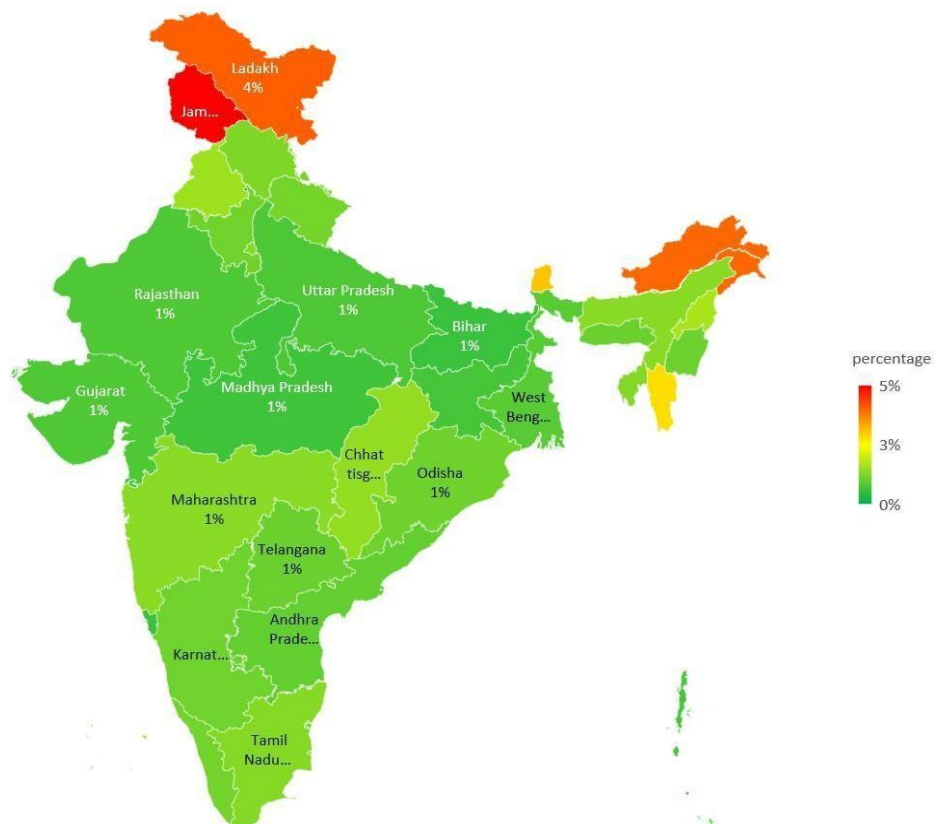 Ladakh
4%
Jam...
Rajasthan
1%
Uttar Pradesh
1%
Bihar
1%
Gujarat
1%
Madhya Pradesh
1%
West
Beng...
Chhat
tisg...
Odisha
1%
Maharashtra
1%
Telangana
1%
Andhra
Prade...
Karnat...
Tamil
Nadu...
percentage
5%
3%
0%